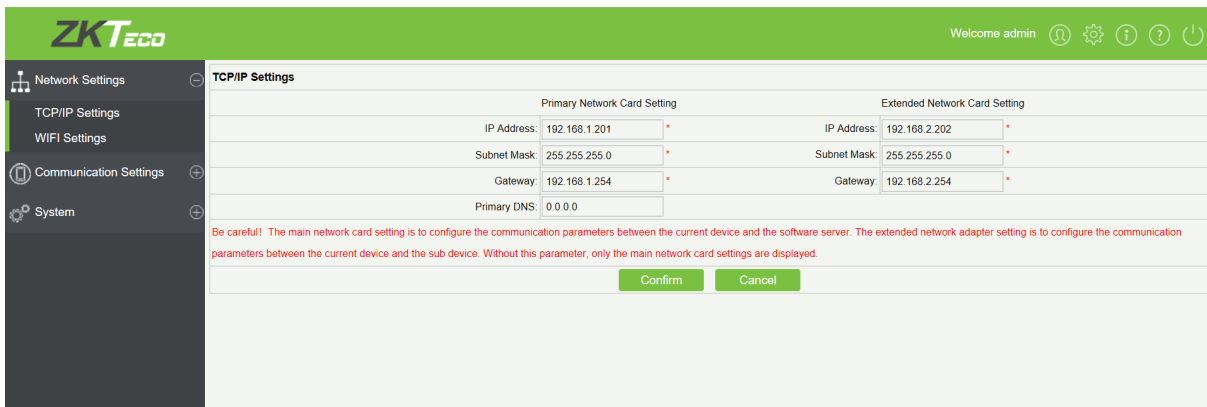 ZKTeco
Welcome admin
Network Settings
TCP/IP Settings
WIFI Settings
Communication Settings
System
TCP/IP Settings
Primary Network Card Setting Extended Network Card Setting
IP Address: 192.168.1.201 * IP Address: 192.168.2.202 *
Subnet Mask: 255.255.255.0 * Subnet Mask: 255.255.255.0 *
Gateway: 192.168.1.254 * Gateway: 192.168.2.254 *
Primary DNS: 0.0.0.0
Be careful! The main network card setting is to configure the communication parameters between the current device and the software server. The extended network adapter setting is to configure the communication
parameters between the current device and the sub device. Without this parameter, only the main network card settings are displayed.
Confirm Cancel